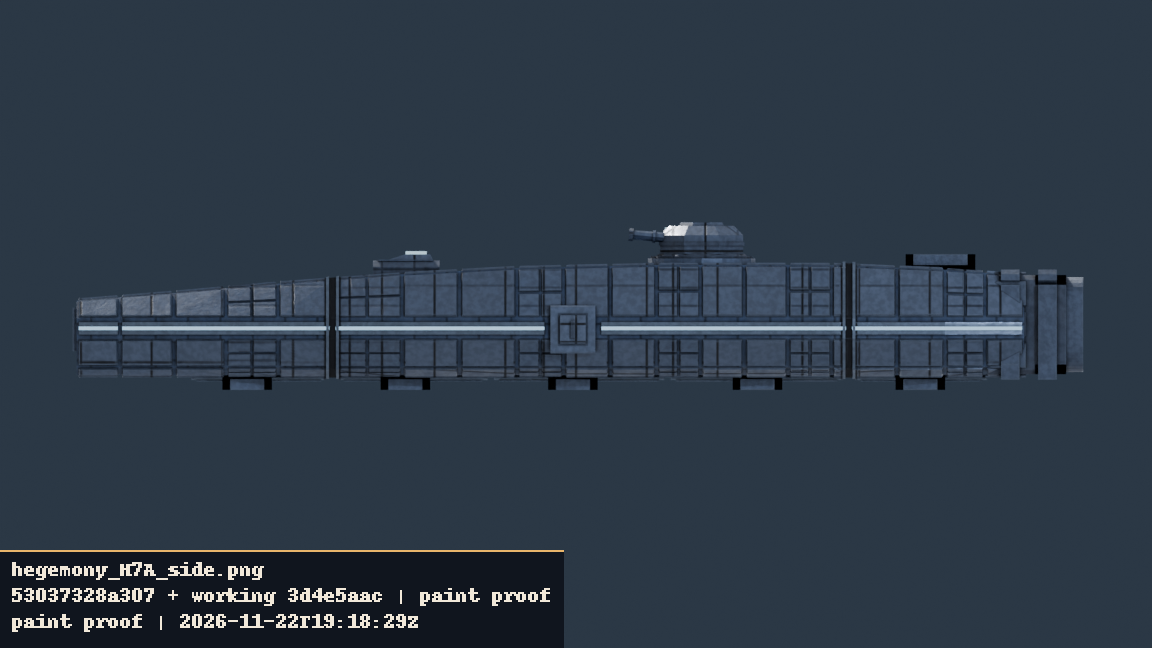 hegemony_H7A_side.png
53037328a307 + working 3d4e5aac | paint proof
paint proof | 2026-11-22T19:18:29Z